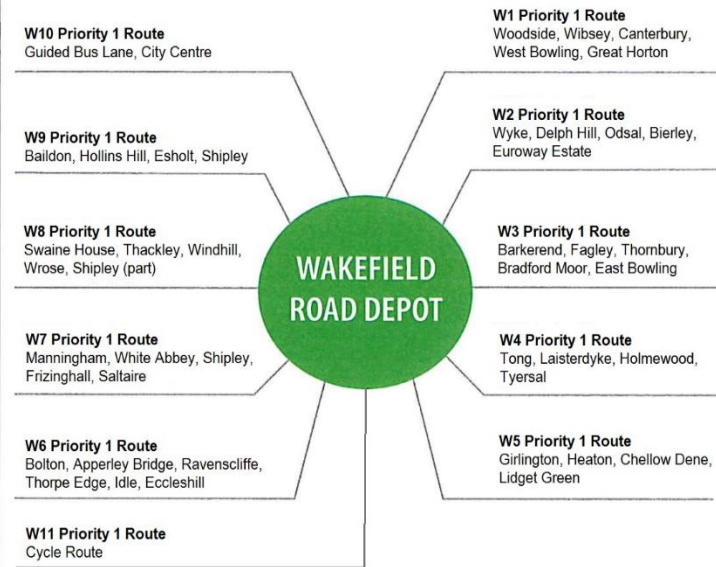 W10 Priority 1 Route
Guided Bus Lane, City Centre
W1 Priority 1 Route
Woodside, Wibsey, Canterbury,
West Bowling, Great Horton
W9 Priority 1 Route
Baildon, Hollins Hill, Esholt, Shipley
W2 Priority 1 Route
Wyke, Delph Hill, Odsal, Bierley,
Euroway Estate
W8 Priority 1 Route
Swaine House, Thackley, Windhill,
Wrose, Shipley (part)
WAKEFIELD
ROAD DEPOT
W3 Priority 1 Route
Barkerend, Fagley, Thornbury,
Bradford Moor, East Bowling
W7 Priority 1 Route
Manningham, White Abbey, Shipley,
Frizinghall, Saltaire
W4 Priority 1 Route
Tong, Laisterdyke, Holmewood,
Tyersal
W6 Priority 1 Route
Bolton, Apperley Bridge, Ravenscliffe,
Thorpe Edge, Idle, Eccleshill
W5 Priority 1 Route
Girlington, Heaton, Chellow Dene,
Lidget Green
W11 Priority 1 Route
Cycle Route